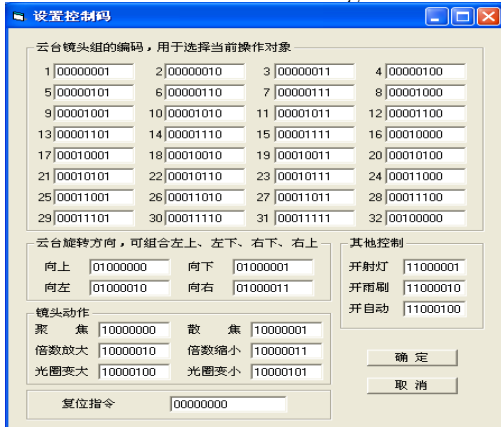 设置控制码
云台镜头组的编码，用于选择当前操作对象
1 00000001 2 00000010 3 00000011 4 00000100
5 00000101 6 00000110 7 00000111 8 00001000
9 00001001 10 00001010 11 00001011 12 00001100
13 00001101 14 00001110 15 00001111 16 00010000
17 00010001 18 00010010 19 00010011 20 00010100
21 00010101 22 00010110 23 00010111 24 00011000
25 00011001 26 00011010 27 00011011 28 00011100
29 00011101 30 00011110 31 00011111 32 00100000
云台旋转方向，可组合左上、左下、右下、右上
向上 01000000 向下 01000001
向左 01000010 向右 01000011
其他控制
开射灯 11000001
开雨刷 11000010
开自动 11000100
镜头动作
聚 焦 10000000 散 焦 10000001
倍数放大 10000010 倍数缩小 10000011
光圈变大 10000100 光圈变小 10000101
确 定
取 消
复位指令 00000000